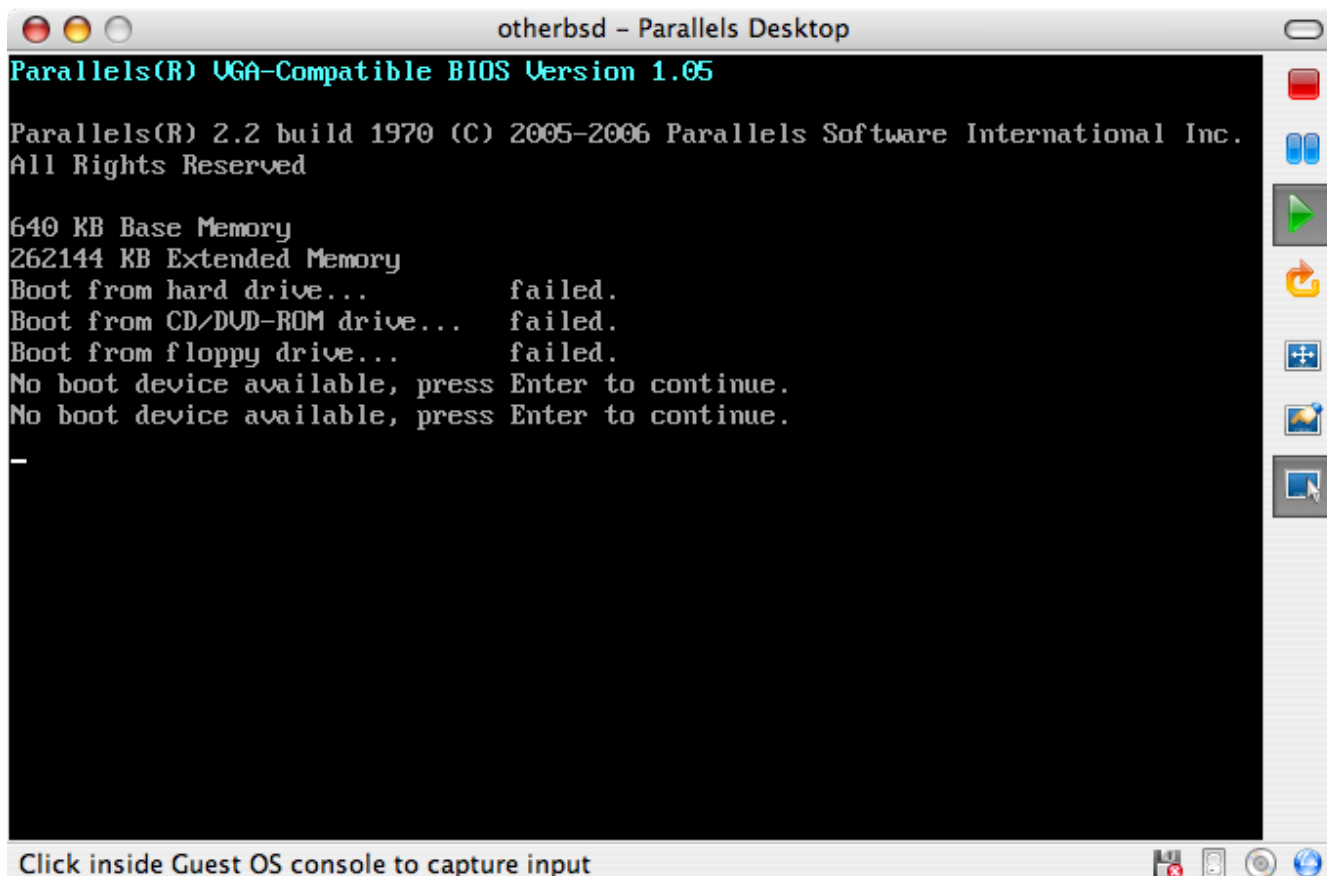 otherbsd – Parallels Desktop
Parallels(R) VGA-Compatible BIOS Version 1.05
Parallels(R) 2.2 build 1970 (C) 2005-2006 Parallels Software International Inc.
All Rights Reserved
640 KB Base Memory
262144 KB Extended Memory
Boot from hard drive... failed.
Boot from CD/DVD-ROM drive... failed.
Boot from floppy drive... failed.
No boot device available, press Enter to continue.
No boot device available, press Enter to continue.
Click inside Guest OS console to capture input